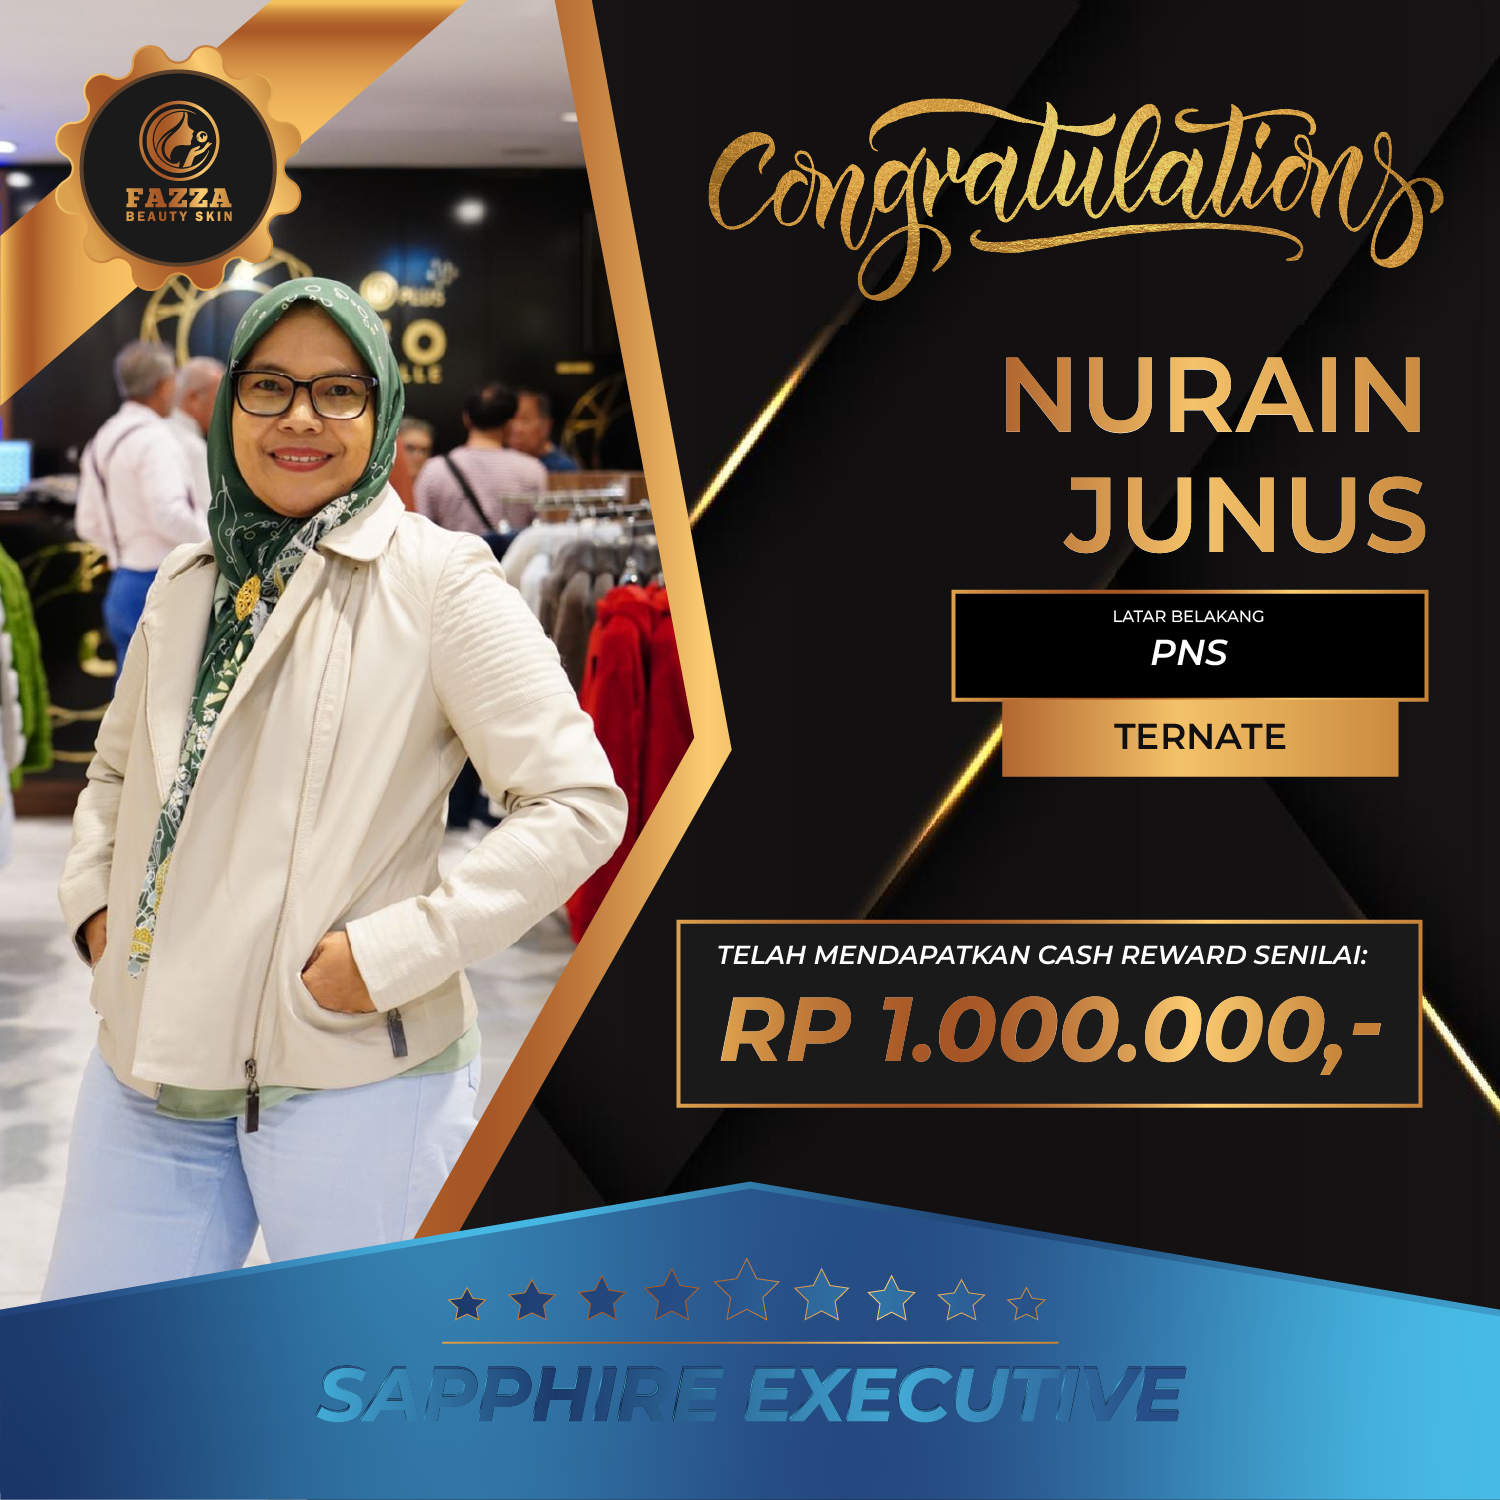 FAZZA
BEAUTY SKIN
PLUS
Congratulations
NURAIN
JUNUS
LATAR BELAKANG
PNS
TERNATE
TELAH MENDAPATKAN CASH REWARD SENILAI:
RP 1.000.000,-
SAPPHIRE EXECUTIVE